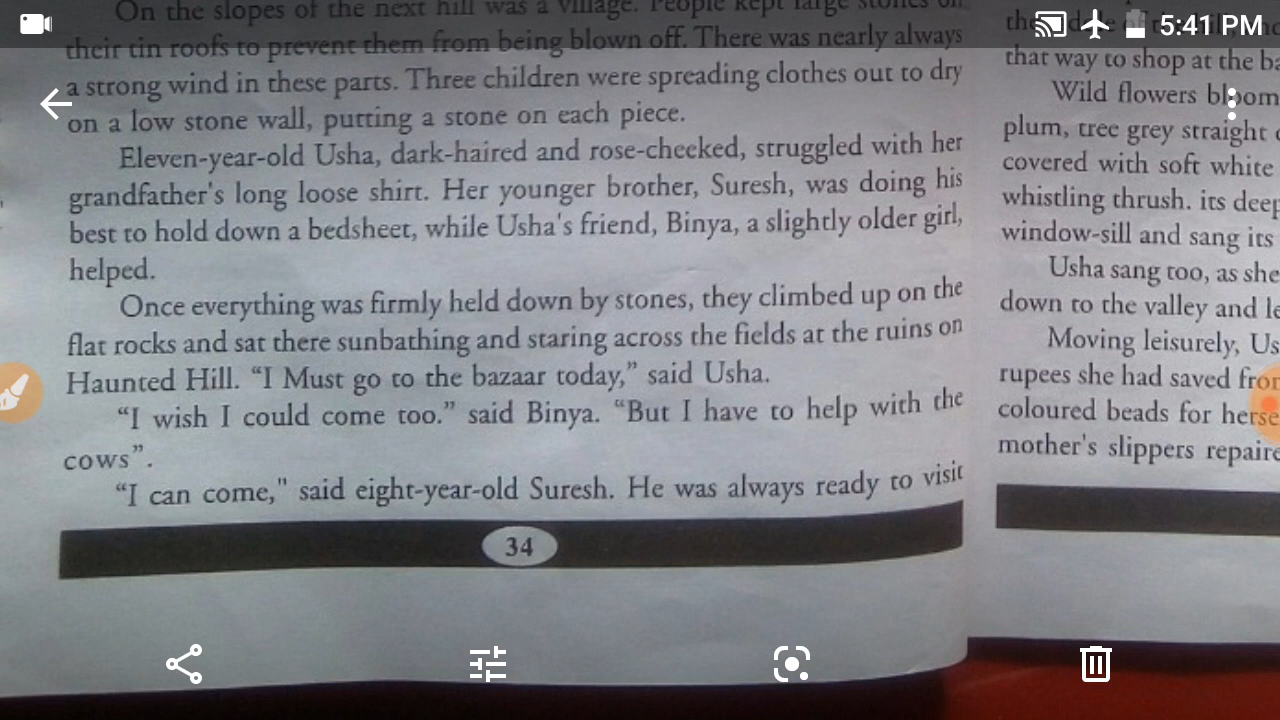 5:41 PM
On the slopes of the next hill was a village. People kept large stones on
their tin roofs to prevent them from being blown off. There was nearly always
a strong wind in these parts. Three children were spreading clothes out to dry
on a low stone wall, putting a stone on each piece.
Eleven-year-old Usha, dark-haired and rose-cheeked, struggled with her
grandfather's long loose shirt. Her younger brother, Suresh, was doing his
best to hold down a bedsheet, while Usha's friend, Binya, a slightly older girl,
helped.
Once everything was firmly held down by stones, they climbed up on the
flat rocks and sat there sunbathing and staring across the fields at the ruins on
Haunted Hill. “I Must go to the bazaar today,” said Usha.
“I wish I could come too.” said Binya. “But I have to help with the
cows”.
“I can come," said eight-year-old Suresh. He was always ready to visit
34
that way to shop at the
Wild flowers
plum, tree grey straight
covered with soft white
whistling thrush. its
window-sill and sang its
Usha sang too, as she
down to the valley and
Moving leisurely,
rupees she had saved
coloured beads for
mother's slippers